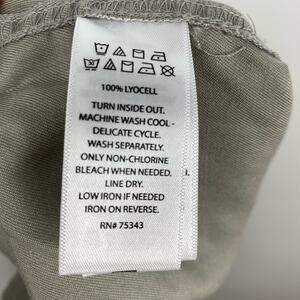 100% LYOCELL
TURN INSIDE OUT.
MACHINE WASH COOL -
DELICATE CYCLE.
WASH SEPARATELY.
ONLY NON-CHLORINE
BLEACH WHEN NEEDED.
LINE DRY.
LOW IRON IF NEEDED
IRON ON REVERSE.
RN# 75343